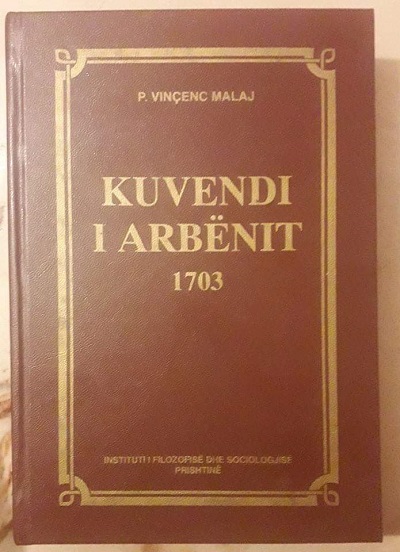 P. VINÇENC MALAJ
KUVENDI
I ARBËNIT
1703
INSTITUTI I FILOZOFISË DHE SOCIOLOGJISË
PRISHTINË